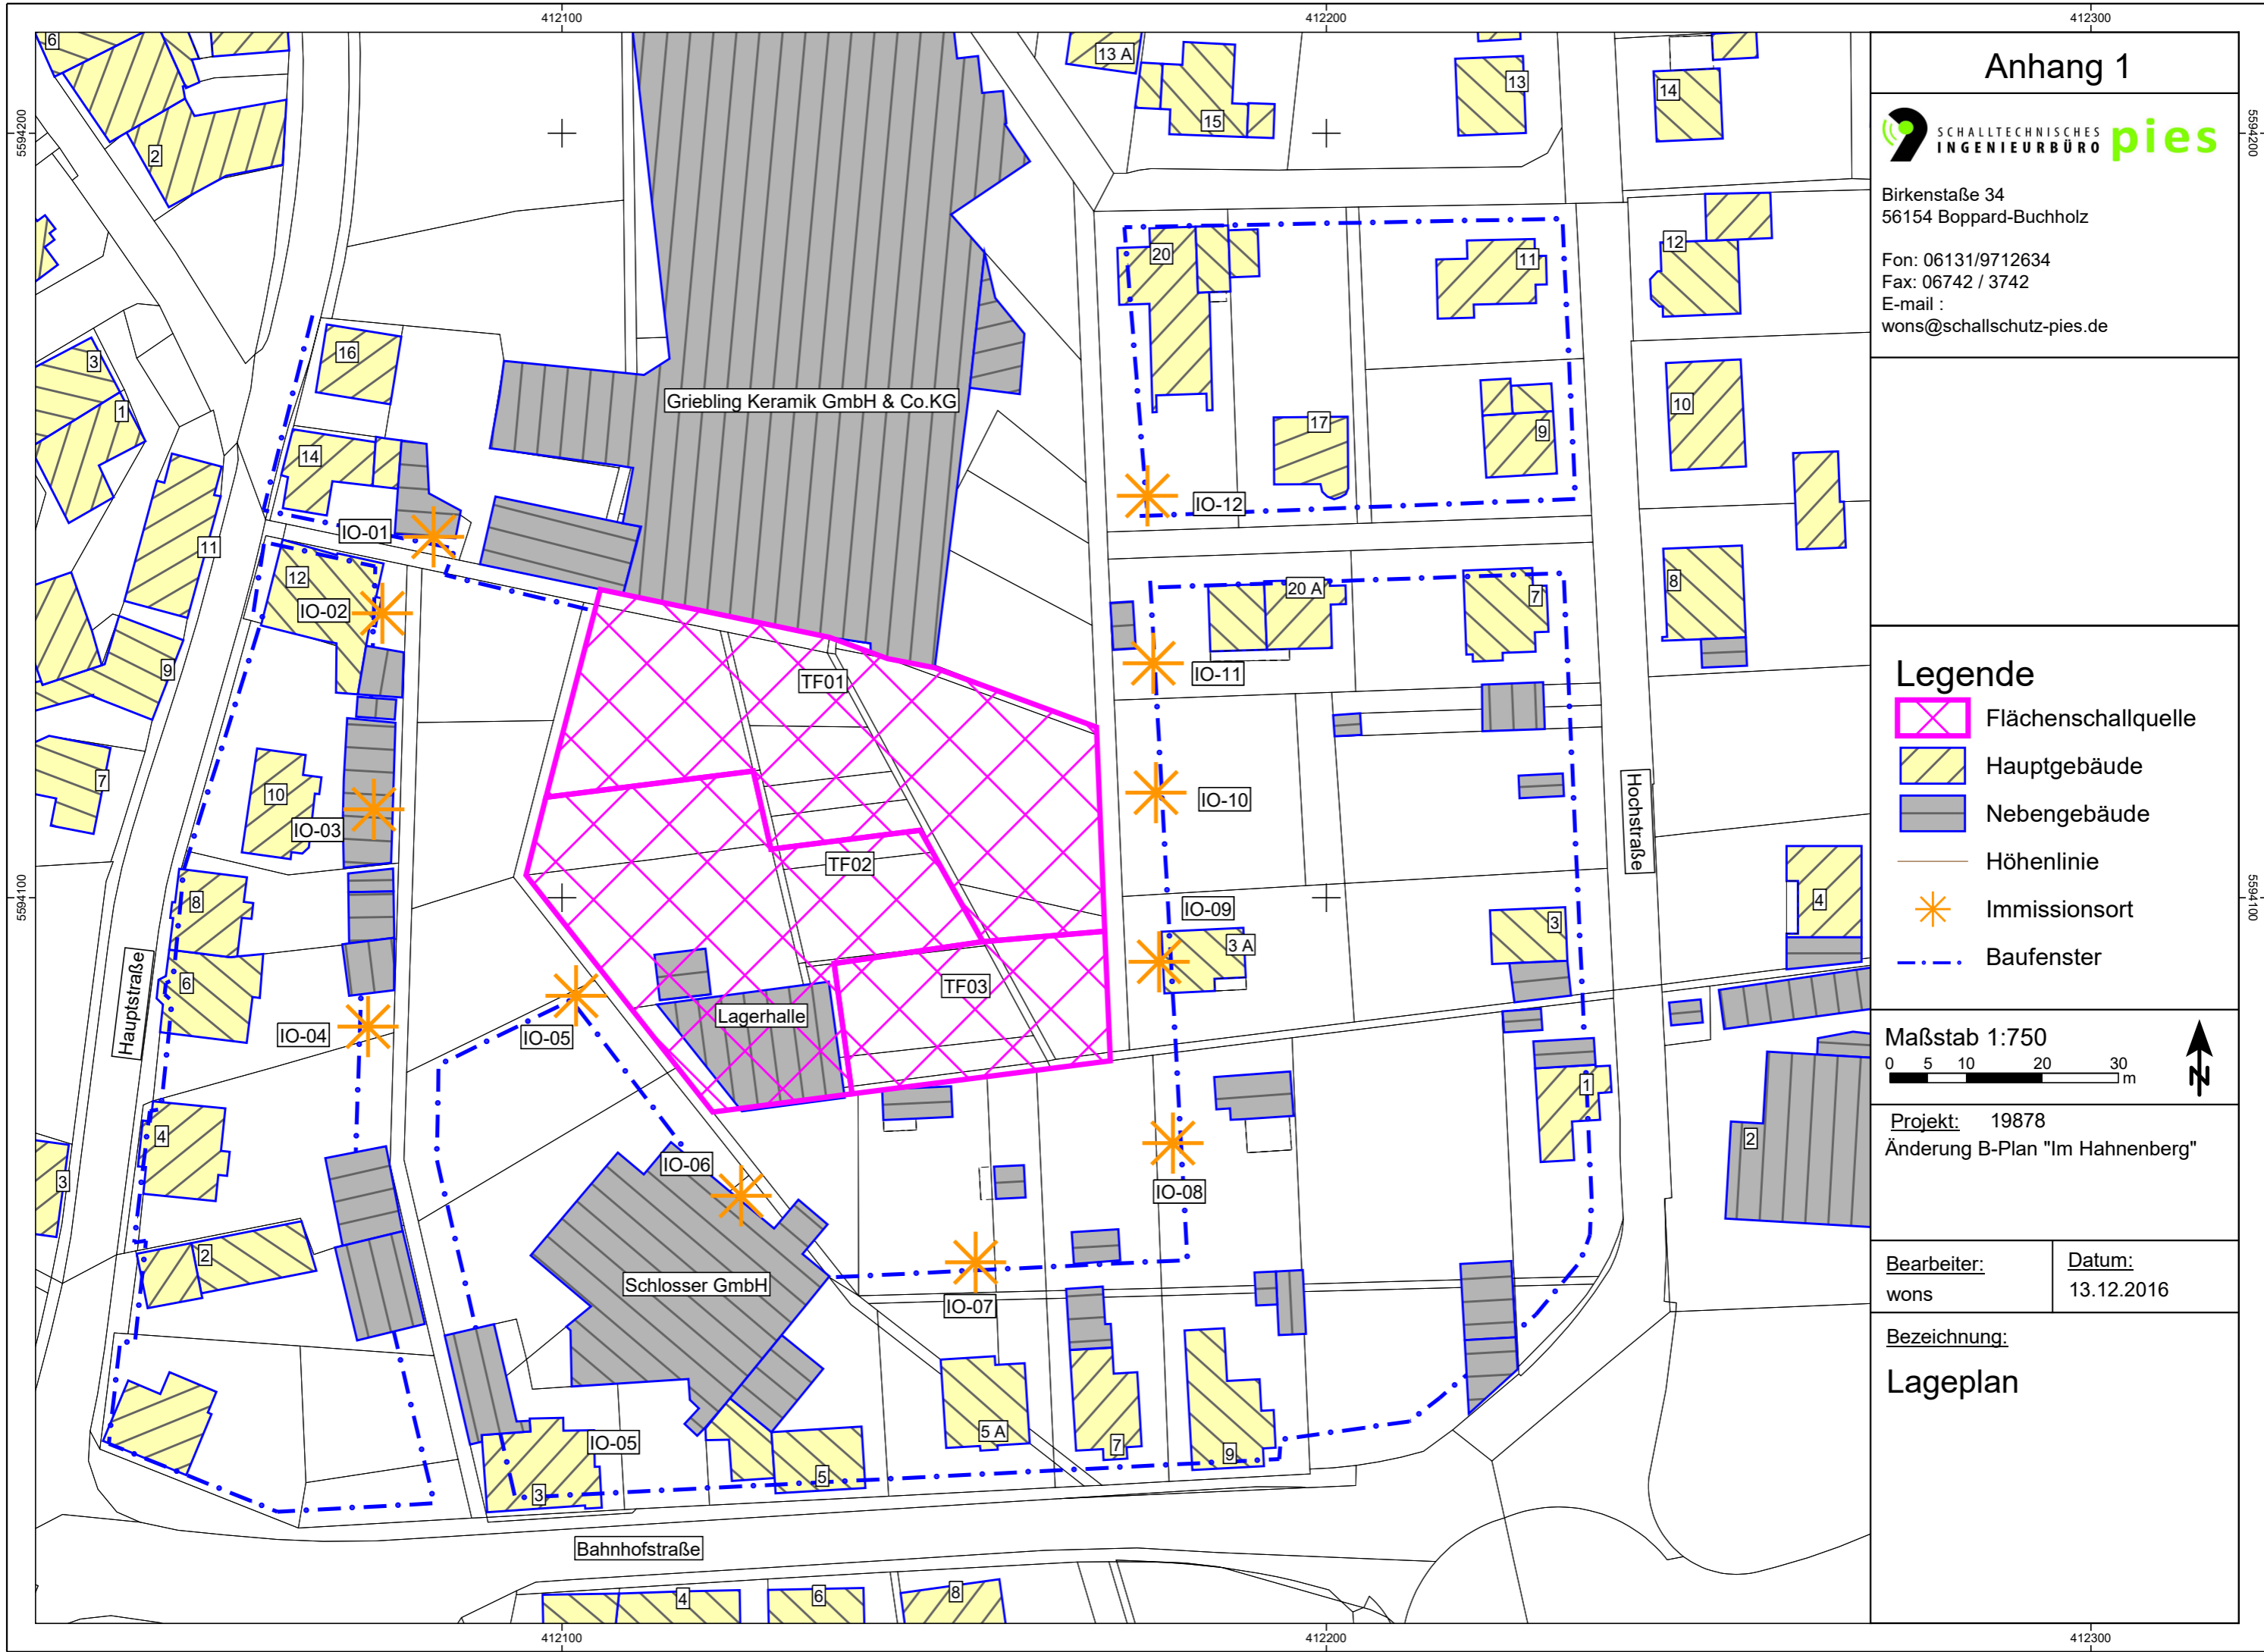 412100
412200
412300
5594200
5594200
5594100
5594100
6
2
3
1
11
9
7
3
16
14
12
10
8
6
4
2
13 A
15
13
14
20
11
12
17
9
10
20 A
7
8
3
3 A
4
1
2
Griebling Keramik GmbH & Co.KG
IO-01
IO-02
IO-03
IO-04
IO-05
IO-06
IO-07
IO-08
IO-09
IO-10
IO-11
IO-12
TF01
TF02
TF03
Lagerhalle
Schlosser GmbH
Hauptstraße
Hochstraße
IO-05
3
5
5 A
7
9
Bahnhofstraße
4
6
8
412100
412200
412300
Anhang 1
SCHALLTECHNISCHES
INGENIEURBÜRO pies
Birkenstaße 34
56154 Boppard-Buchholz
Fon: 06131/9712634
Fax: 06742 / 3742
E-mail :
wons@schallschutz-pies.de
Legende
Flächenschallquelle
Hauptgebäude
Nebengebäude
Höhenlinie
Immissionsort
Baufenster
Maßstab 1:750
0 5 10 20 30
m
N
Projekt: 19878
Änderung B-Plan "Im Hahnenberg"
Bearbeiter:
wons
Datum:
13.12.2016
Bezeichnung:
Lageplan